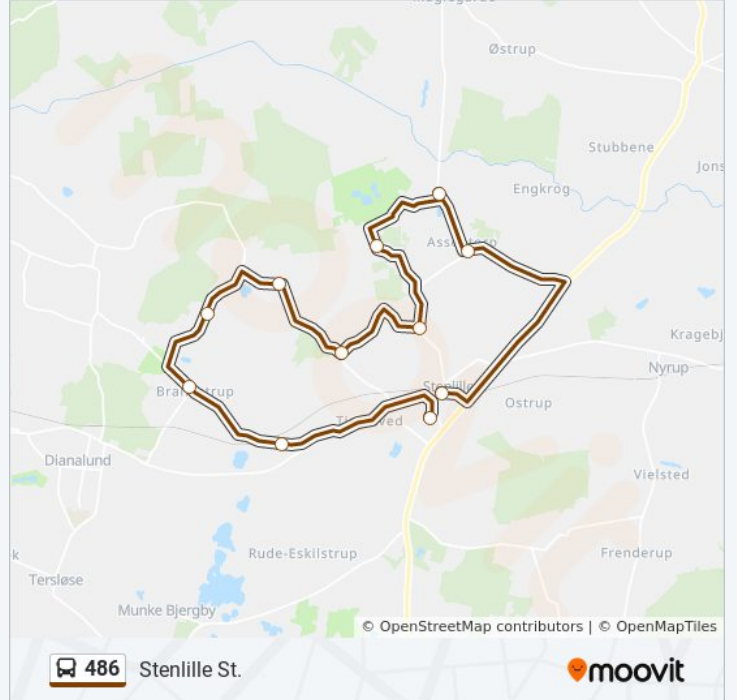 Østrup
Stubbene
Jons
Engkrog
Kragebj
Nyrup
Stenlille
Ostrup
Dianalund
Vielsted
k
Rude-Eskilstrup
Frenderup
Tersløse
Munke Bjergby
© OpenStreetMap contributors | © OpenMapTiles
486 Stenlille St.
moovit